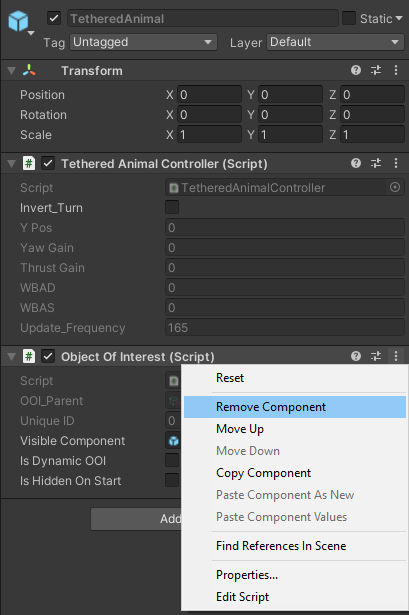 TetheredAnimal Static
Tag Untagged Layer Default
Transform
Position X 0 Y 0 Z 0
Rotation X 0 Y 0 Z 0
Scale X 1 Y 1 Z 1
# Tethered Animal Controller (Script)
Script TetheredAnimalController
Invert_Turn
Y Pos 0
Yaw Gain 0
Thrust Gain 0
WBAD 0
WBAS 0
Update_Frequency 165
# Object Of Interest (Script)
Script
OOI_Parent
Unique ID 0
Visible Component
Is Dynamic OOI
Is Hidden On Start
Add
Reset
Remove Component
Move Up
Move Down
Copy Component
Paste Component As New
Paste Component Values
Find References In Scene
Properties...
Edit Script